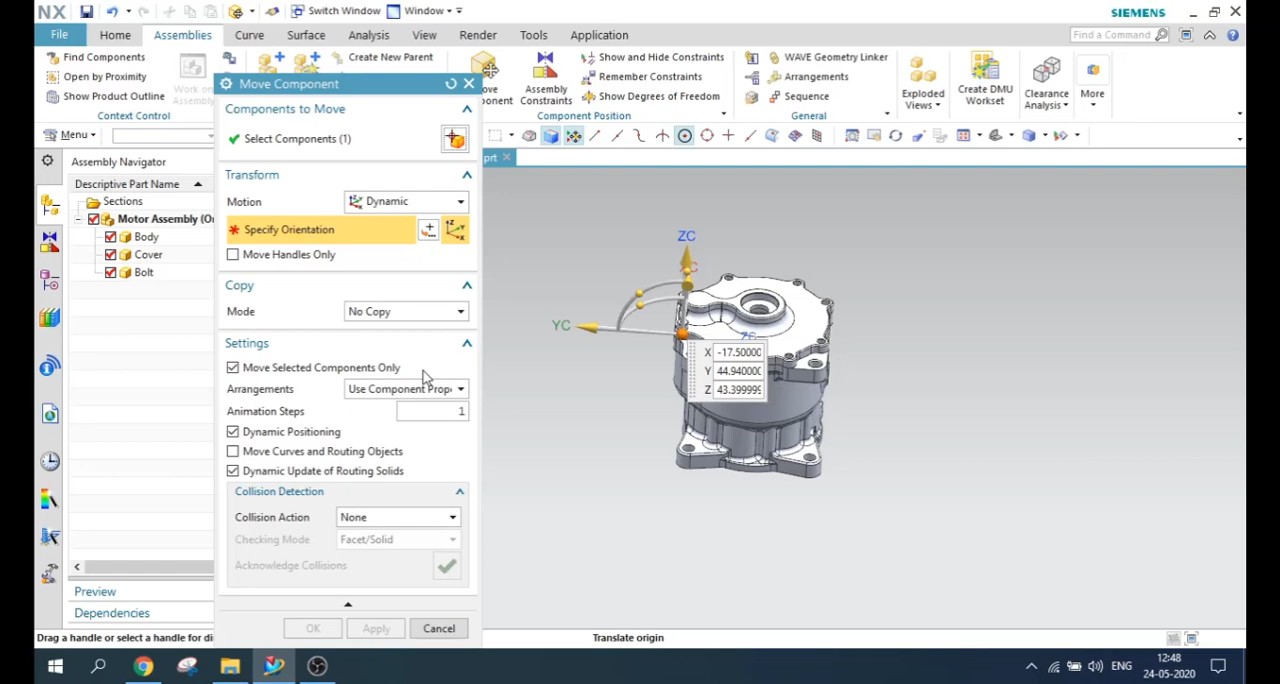 NX Switch Window Window SIEMENS
File Home Assemblies Curve Surface Analysis View Render Tools Application Find a Command
Find Components Create New Parent Show and Hide Constraints WAVE Geometry Linker
Open by Proximity Remember Constraints Arrangements
Show Product Outline Show Degrees of Freedom Sequence
Work on Assembly Assembly Constraints Exploded Views Create DMU Workset Clearance Analysis More
Context Control Component Position General
Menu
Assembly Navigator prt
Descriptive Part Name
Sections
Motor Assembly (O
Body
Cover
Bolt
Preview
Dependencies
Move Component
Components to Move
Select Components (1)
Transform
Motion Dynamic
* Specify Orientation
Move Handles Only
Copy
Mode No Copy
Settings
Move Selected Components Only
Arrangements Use Component Prop
Animation Steps 1
Dynamic Positioning
Move Curves and Routing Objects
Dynamic Update of Routing Solids
Collision Detection
Collision Action None
Checking Mode Facet/Solid
Acknowledge Collisions
OK Apply Cancel
ZC
YC
X -17.50000
Y 44.94000
Z 43.399999
Drag a handle or select a handle for di Translate origin
ENG 12:48
24-05-2020